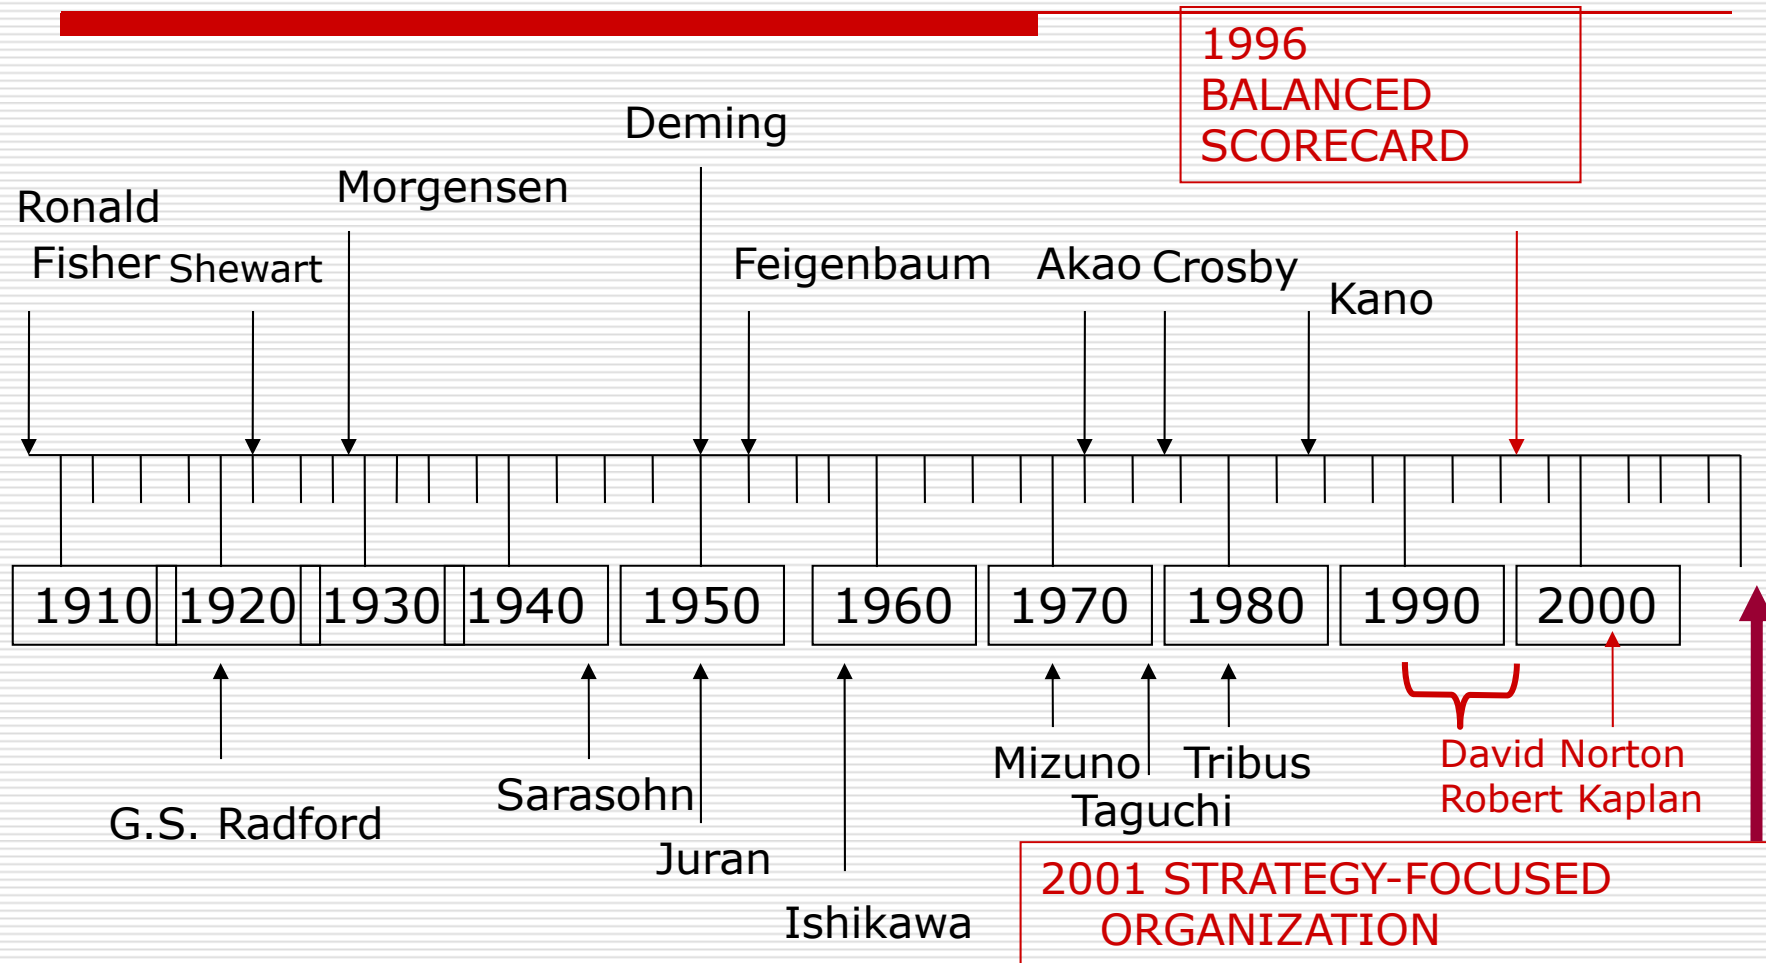 1996
BALANCED
SCORECARD
Deming
Morgensen
Ronald
Fisher
Shewart
Feigenbaum
Akao
Crosby
Kano
1910
1920
1930
1940
1950
1960
1970
1980
1990
2000
G.S. Radford
Sarasohn
Juran
Ishikawa
Mizuno
Taguchi
Tribus
David Norton
Robert Kaplan
2001 STRATEGY-FOCUSED
ORGANIZATION